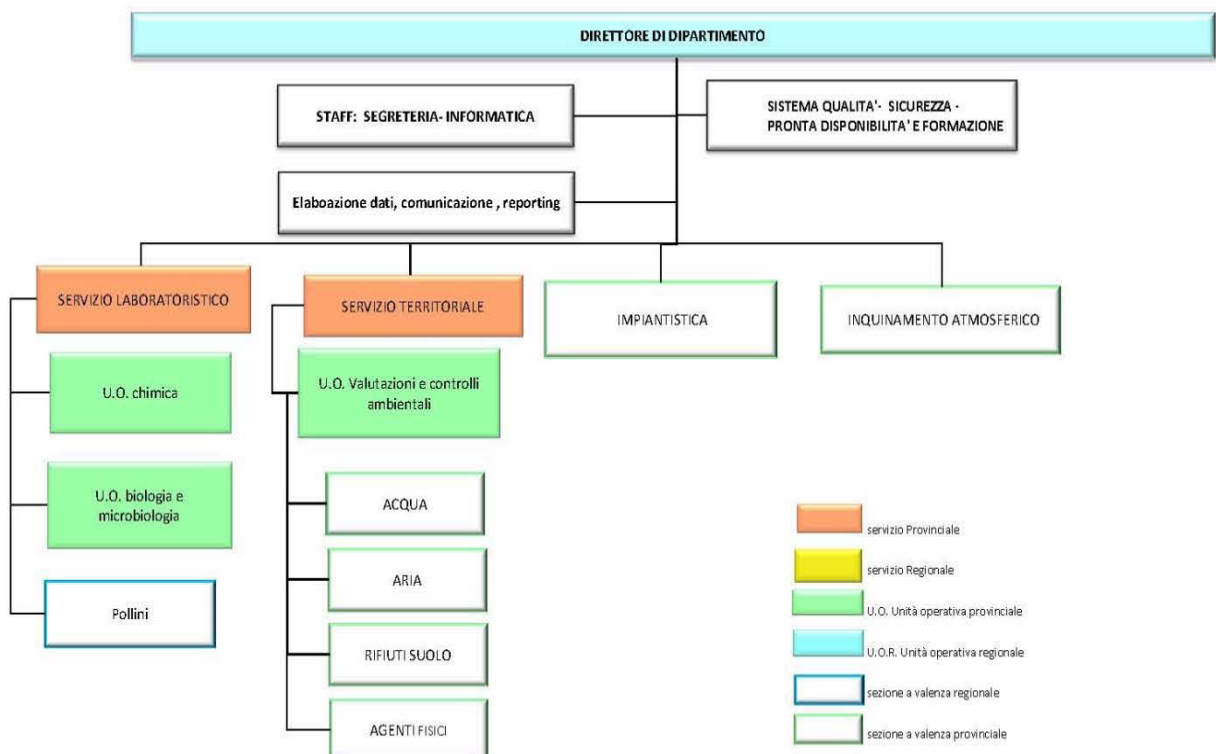 DIRETTORE DI DIPARTIMENTO
STAFF: SEGRETERIA- INFORMATICA
SISTEMA QUALITA'- SICUREZZA -
PRONTA DISPONIBILITA' E FORMAZIONE
Elaboazione dati, comunicazione , reporting
SERVIZIO LABORATORISTICO
SERVIZIO TERRITORIALE
IMPIANTISTICA
INQUINAMENTO ATMOSFERICO
U.O. chimica
U.O. Valutazioni e controlli
ambientali
U.O. biologia e
microbiologia
ACQUA
Pollini
ARIA
RIFIUTI SUOLO
AGENTI FISICI
servizio Provinciale
servizio Regionale
U.O. Unità operativa provinciale
U.O.R. Unità operativa regionale
sezione a valenza regionale
sezione a valenza provinciale